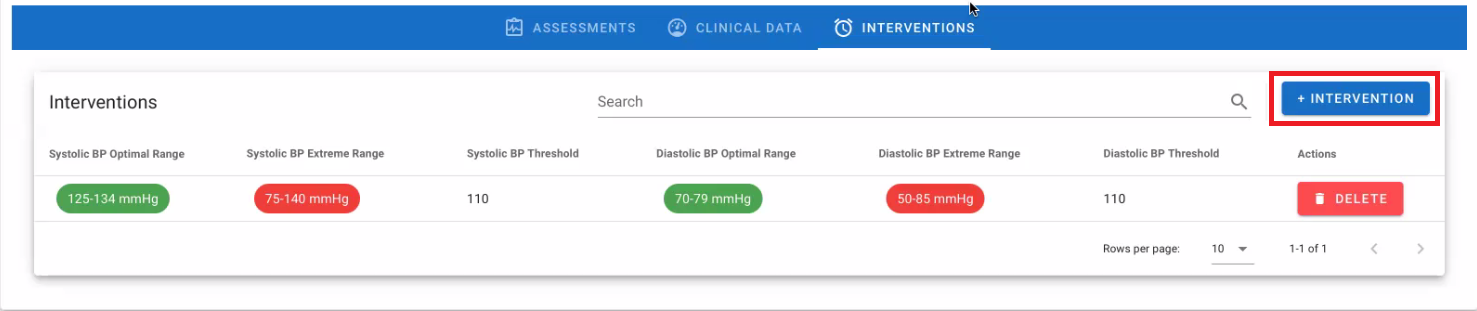 ASSESSMENTS CLINICAL DATA INTERVENTIONS
Interventions Search + INTERVENTION
Systolic BP Optimal Range Systolic BP Extreme Range Systolic BP Threshold Diastolic BP Optimal Range Diastolic BP Extreme Range Diastolic BP Threshold Actions
125-134 mmHg 75-140 mmHg 110 70-79 mmHg 50-85 mmHg 110 DELETE
Rows per page: 10 1-1 of 1